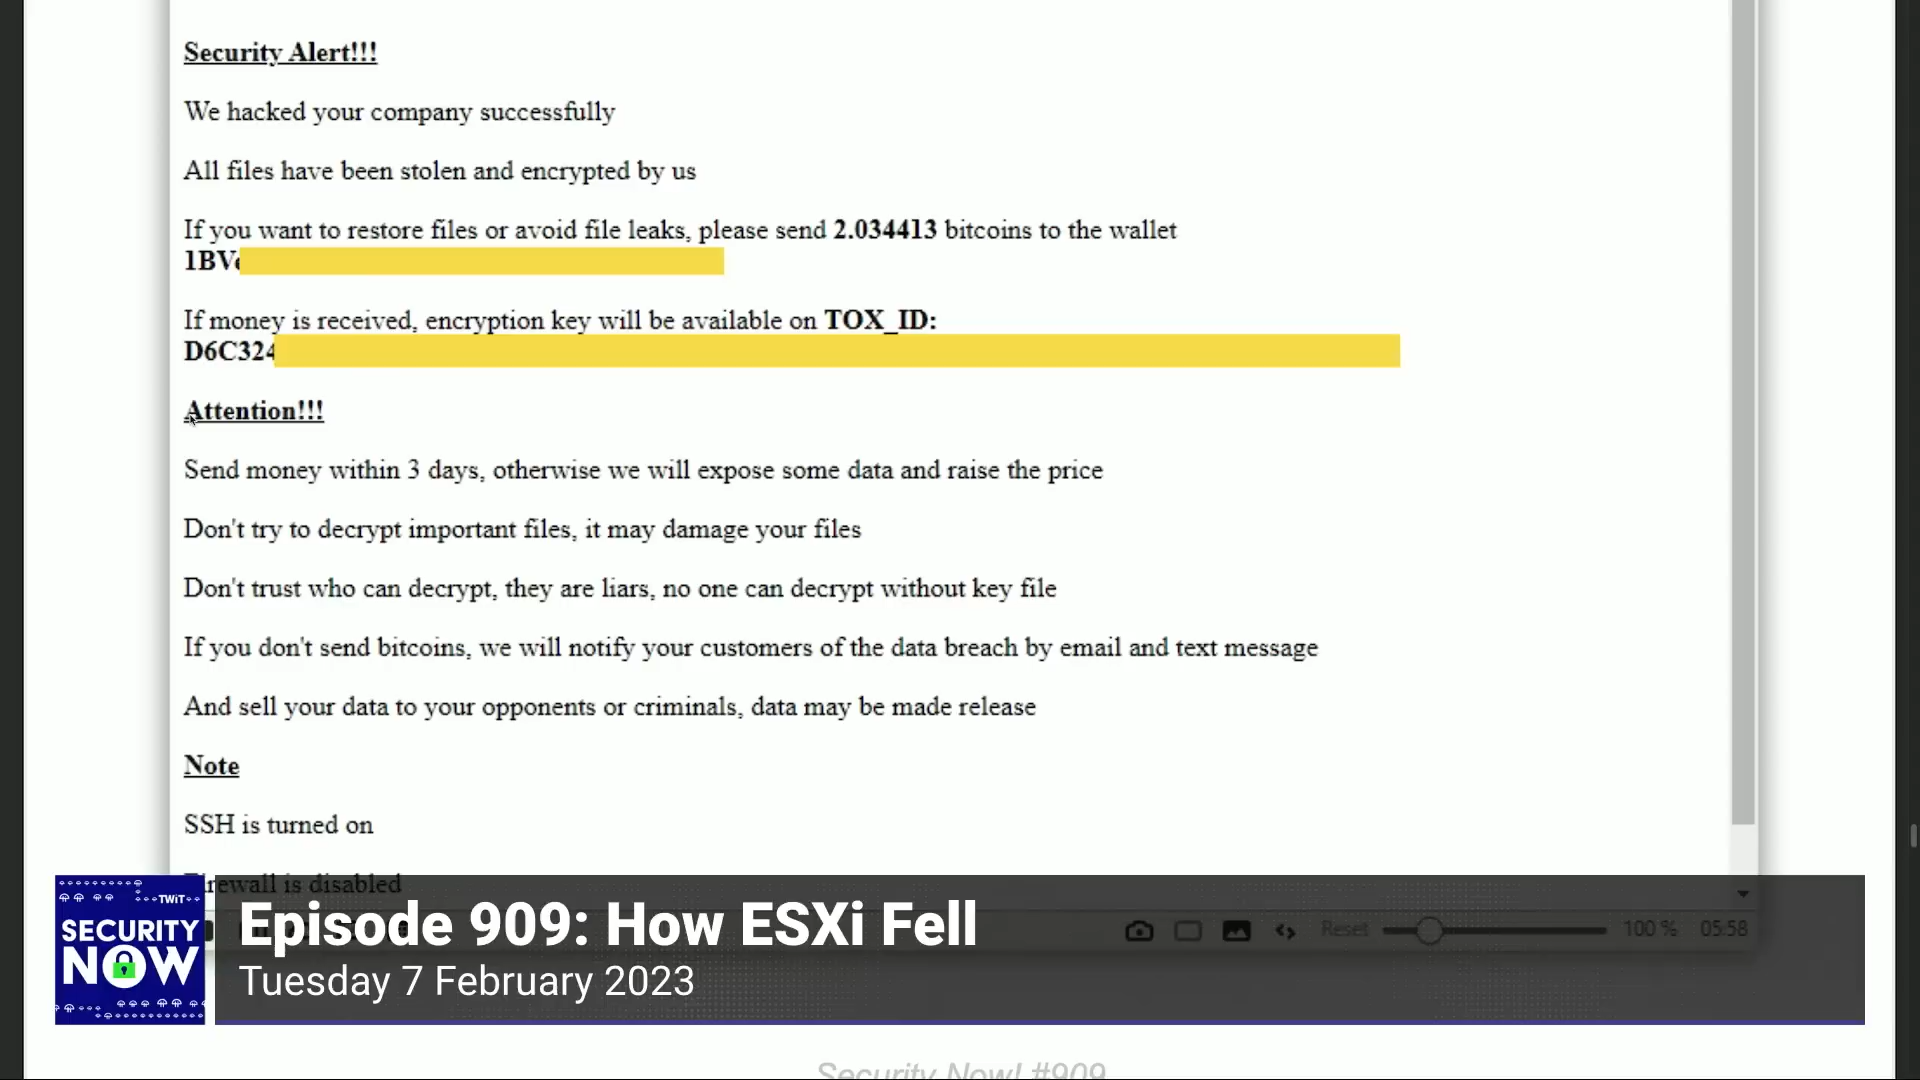 Security Alert!!!
We hacked your company successfully
All files have been stolen and encrypted by us
If you want to restore files or avoid file leaks, please send 2.034413 bitcoins to the wallet
1BVe
If money is received, encryption key will be available on TOX_ID:
D6C324
Attention!!!
Send money within 3 days, otherwise we will expose some data and raise the price
Don't try to decrypt important files, it may damage your files
Don't trust who can decrypt, they are liars, no one can decrypt without key file
If you don't send bitcoins, we will notify your customers of the data breach by email and text message
And sell your data to your opponents or criminals, data may be made release
Note
SSH is turned on
Firewall is disabled
TWiT
SECURITY
NOW
Episode 909: How ESXi Fell
Tuesday 7 February 2023
Reset 100 % 05:58
Security Now! #909